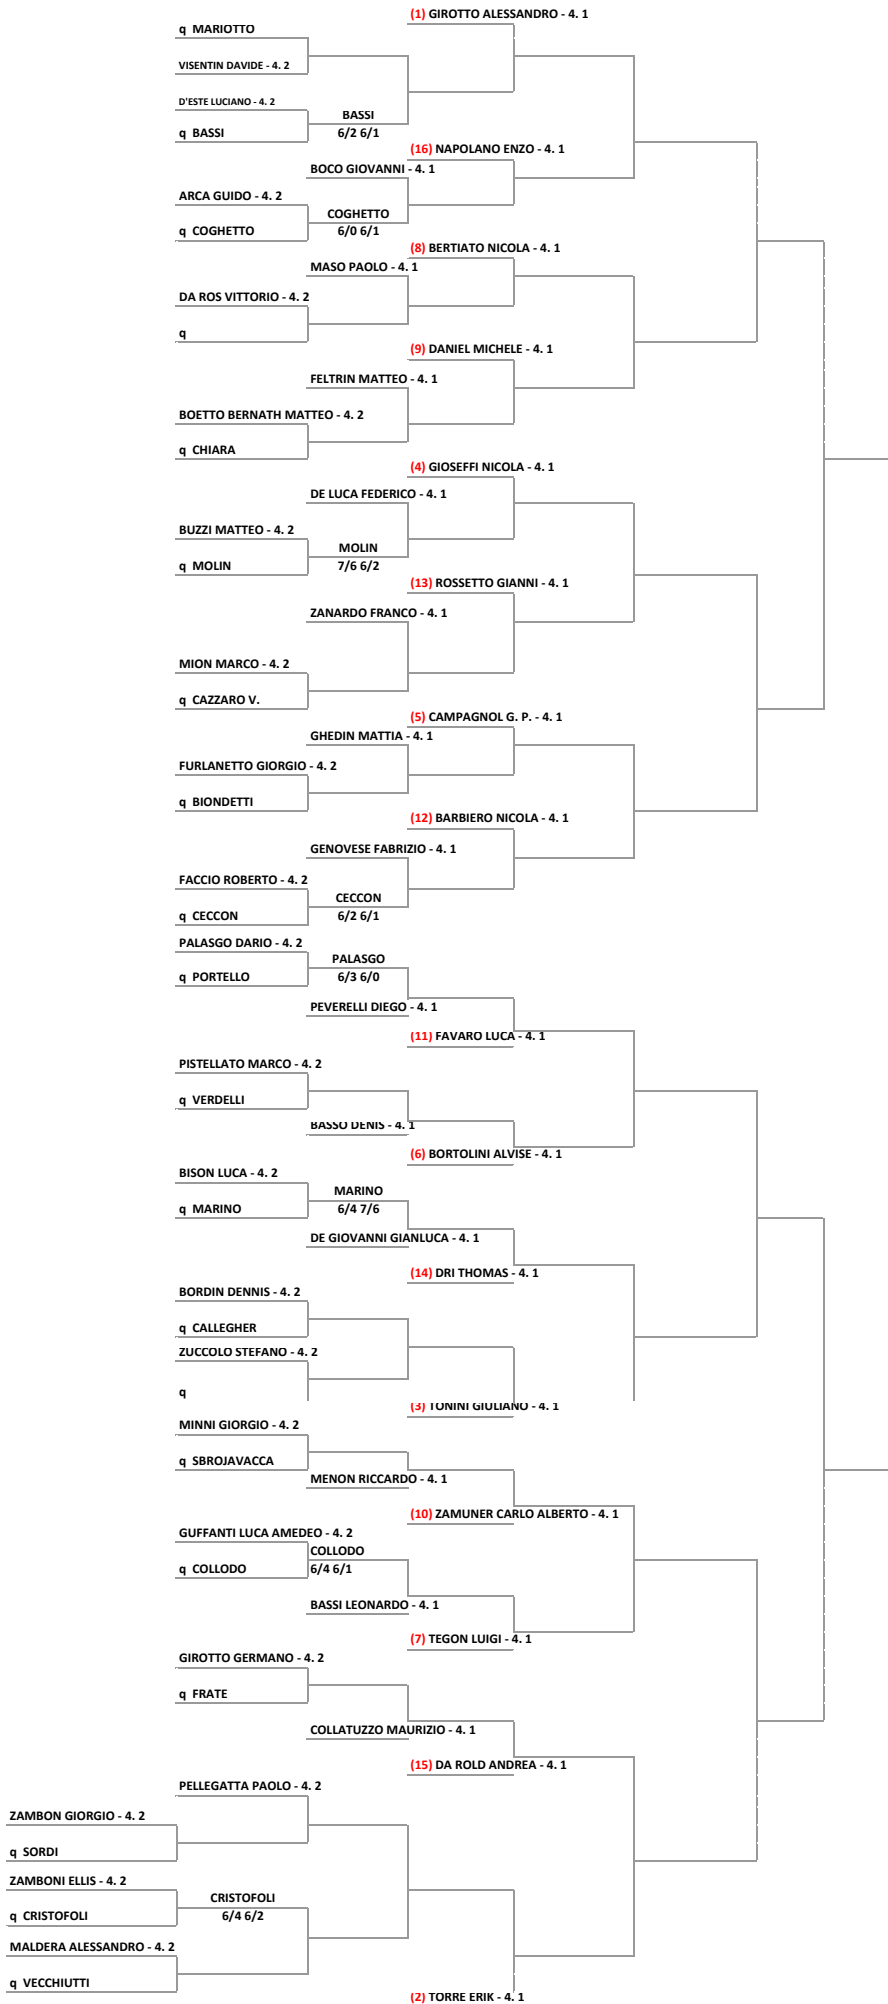 (1) GIROTTO ALESSANDRO - 4. 1
q MARIOTTO
VISENTIN DAVIDE - 4. 2
D'ESTE LUCIANO - 4. 2
BASSI
q BASSI
6/2 6/1
(16) NAPOLANO ENZO - 4. 1
BOCO GIOVANNI - 4. 1
ARCA GUIDO - 4. 2
COGHETTO
q COGHETTO
6/0 6/1
(8) BERTIATO NICOLA - 4. 1
MASO PAOLO - 4. 1
DA ROS VITTORIO - 4. 2
q
(9) DANIEL MICHELE - 4. 1
FELTRIN MATTEO - 4. 1
BOETTO BERNATH MATTEO - 4. 2
q CHIARA
(4) GIOSEFFI NICOLA - 4. 1
DE LUCA FEDERICO - 4. 1
BUZZI MATTEO - 4. 2
MOLIN
q MOLIN
7/6 6/2
(13) ROSSETTO GIANNI - 4. 1
ZANARDO FRANCO - 4. 1
MION MARCO - 4. 2
q CAZZARO V.
(5) CAMPAGNOL G. P. - 4. 1
GHEDIN MATTIA - 4. 1
FURLANETTO GIORGIO - 4. 2
q BIONDETTI
(12) BARBIERO NICOLA - 4. 1
GENOVESE FABRIZIO - 4. 1
FACCIO ROBERTO - 4. 2
CECCON
q CECCON
6/2 6/1
PALASGO DARIO - 4. 2
PALASGO
q PORTELLO
6/3 6/0
PEVERELLI DIEGO - 4. 1
(11) FAVARO LUCA - 4. 1
PISTELLATO MARCO - 4. 2
q VERDELLI
BASSO DENIS - 4. 1
(6) BORTOLINI ALVISE - 4. 1
BISON LUCA - 4. 2
MARINO
q MARINO
6/4 7/6
DE GIOVANNI GIANLUCA - 4. 1
(14) DRI THOMAS - 4. 1
BORDIN DENNIS - 4. 2
q CALLEGHER
ZUCCOLO STEFANO - 4. 2
q
(3) TONINI GIULIANO - 4. 1
MINNI GIORGIO - 4. 2
q SBROJAVACCA
MENON RICCARDO - 4. 1
(10) ZAMUNER CARLO ALBERTO - 4. 1
GUFFANTI LUCA AMEDEO - 4. 2
COLLODO
q COLLODO
6/4 6/1
BASSI LEONARDO - 4. 1
(7) TEGON LUIGI - 4. 1
GIROTTO GERMANO - 4. 2
q FRATE
COLLATUZZO MAURIZIO - 4. 1
(15) DA ROLD ANDREA - 4. 1
PELLEGATTA PAOLO - 4. 2
ZAMBON GIORGIO - 4. 2
q SORDI
ZAMBONI ELLIS - 4. 2
CRISTOFOLI
q CRISTOFOLI
6/4 6/2
MALDERA ALESSANDRO - 4. 2
q VECCHIUTTI
(2) TORRE ERIK - 4. 1